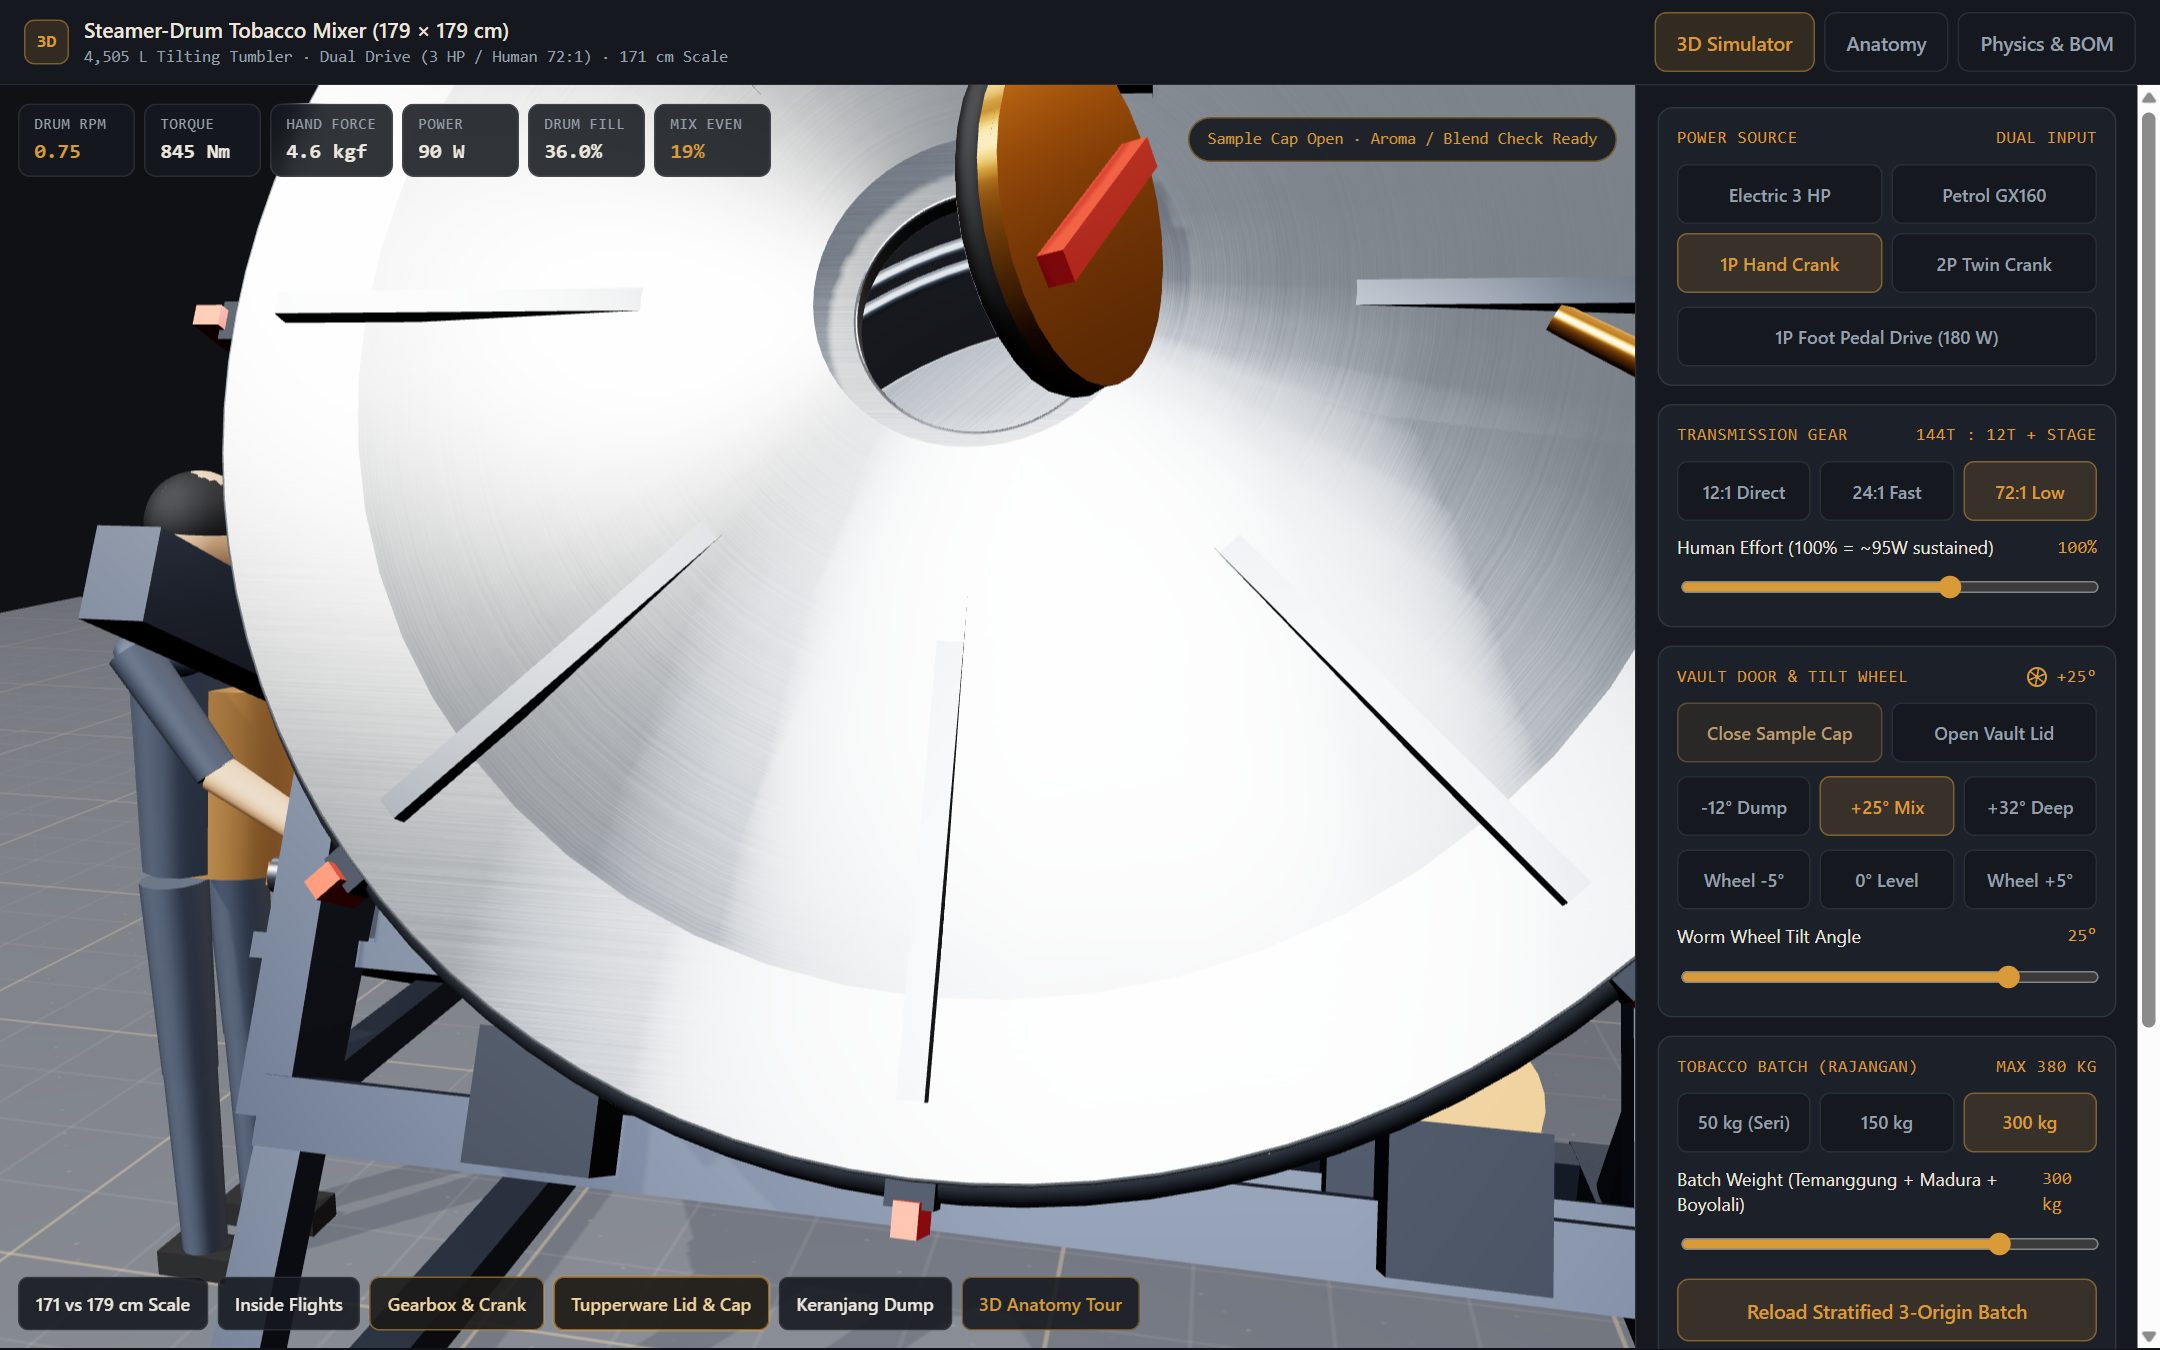 3D
Steamer-Drum Tobacco Mixer (179 × 179 cm)
4,505 L Tilting Tumbler · Dual Drive (3 HP / Human 72:1) · 171 cm Scale
3D Simulator
Anatomy
Physics & BOM
DRUM RPM
0.75
TORQUE
845 Nm
HAND FORCE
4.6 kgf
POWER
90 W
DRUM FILL
36.0%
MIX EVEN
19%
Sample Cap Open · Aroma / Blend Check Ready
POWER SOURCE
DUAL INPUT
Electric 3 HP
Petrol GX160
1P Hand Crank
2P Twin Crank
1P Foot Pedal Drive (180 W)
TRANSMISSION GEAR
144T : 12T + STAGE
12:1 Direct
24:1 Fast
72:1 Low
Human Effort (100% = ~95W sustained)
100%
VAULT DOOR & TILT WHEEL
+25°
Close Sample Cap
Open Vault Lid
-12° Dump
+25° Mix
+32° Deep
Wheel -5°
0° Level
Wheel +5°
Worm Wheel Tilt Angle
25°
TOBACCO BATCH (RAJANGAN)
MAX 380 KG
50 kg (Seri)
150 kg
300 kg
Batch Weight (Temanggung + Madura +
Boyolali)
300
kg
Reload Stratified 3-Origin Batch
171 vs 179 cm Scale
Inside Flights
Gearbox & Crank
Tupperware Lid & Cap
Keranjang Dump
3D Anatomy Tour